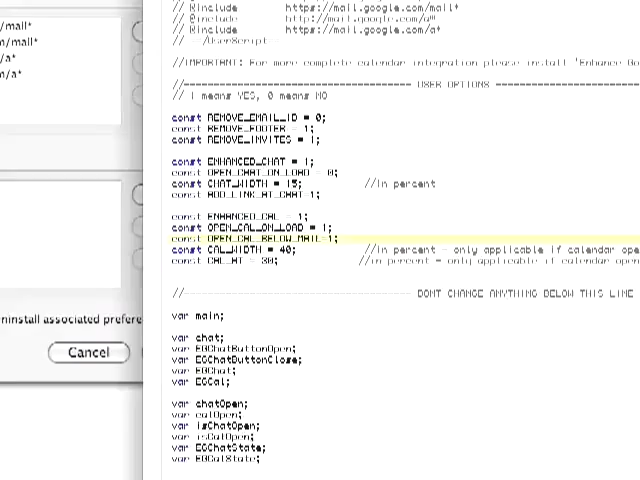 /mail*
m/mail*
/a*
n/a*
ninstall associated prefere
Cancel
// @include https://mail.google.com/mail*
// @include http://mail.google.com/a*
// @include https://mail.google.com/a*
// ==/UserScript==
//IMPORTANT: For more complete calendar integration please install 'Enhance Go
//---------------------------------------- USER OPTIONS ------------------------
// 1 means YES, 0 means NO
const REMOVE_EMAIL_ID = 0;
const REMOVE_FOOTER = 1;
const REMOVE_INVITES = 1;
const ENHANCED_CHAT = 1;
const OPEN_CHAT_ON_LOAD = 0;
const CHAT_WIDTH = 15; //in percent
const ADD_LINK_AT_CHAT=1;
const ENHANCED_CAL = 1;
const OPEN_CAL_ON_LOAD = 1;
const OPEN_CAL_BELOW_MAIL=1;
const CAL_WIDTH = 40; //in percent - only applicable if calendar ope
const CAL_AT = 30; //in percent - only applicable if calendar open
//---------------------------------------- DONT CHANGE ANYTHING BELOW THIS LINE
var main;
var chat;
var EGChatButtonOpen;
var EGChatButtonClose;
var EGChat;
var EGCal;
var chatOpen;
var calOpen;
var isChatOpen;
var isCalOpen;
var EGChatState;
var EGCalState;